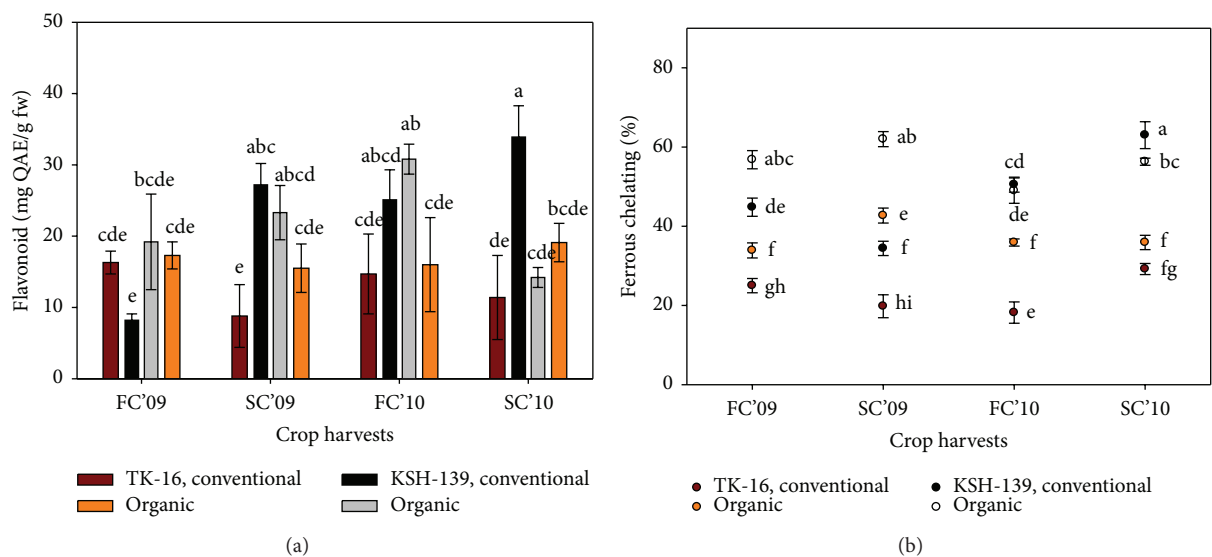 50
40
30
20
10
0
Flavonoid (mg QAE/g fw)
cde
e
bcde
cde
e
abc
abcd
cde
cde
abcd
ab
cde
de
a
cde
bcde
FC’09
SC’09
FC’10
SC’10
Crop harvests
TK-16, conventional
KSH-139, conventional
Organic
Organic
(a)
80
60
40
20
0
Ferrous chelating (%)
abc
de
f
gh
ab
e
f
hi
cd
de
f
e
a
bc
f
fg
FC’09
SC’09
FC’10
SC’10
Crop harvests
TK-16, conventional
KSH-139, conventional
Organic
Organic
(b)